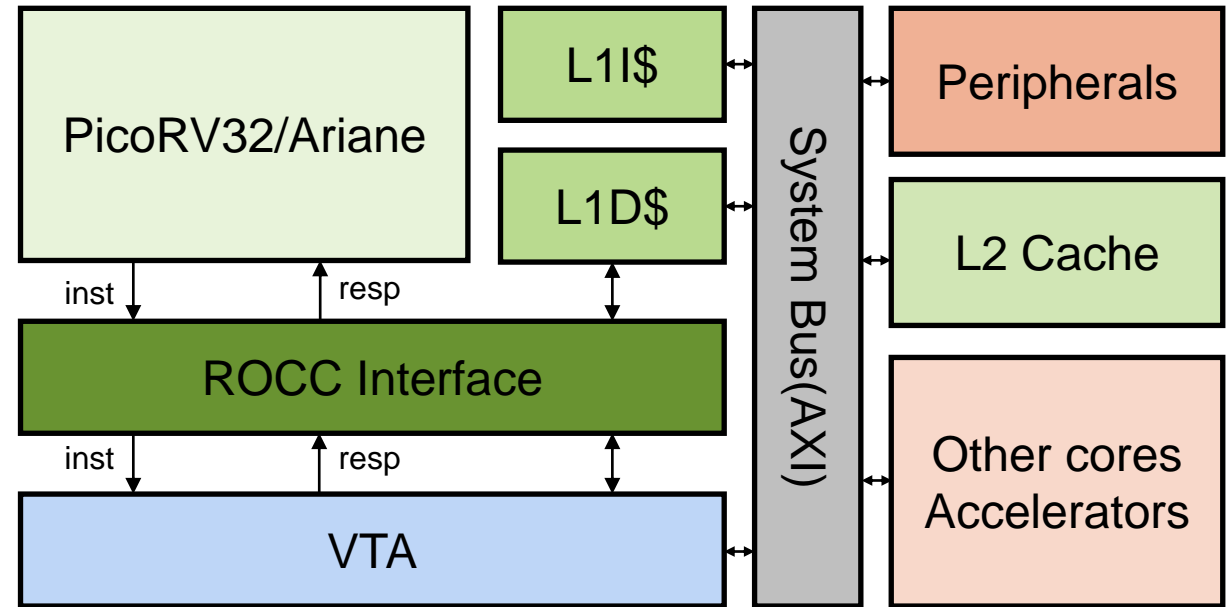 PicoRV32/Ariane
L1I$
L1D$
System Bus(AXI)
Peripherals
L2 Cache
inst
resp
ROCC Interface
inst
resp
VTA
Other cores
Accelerators